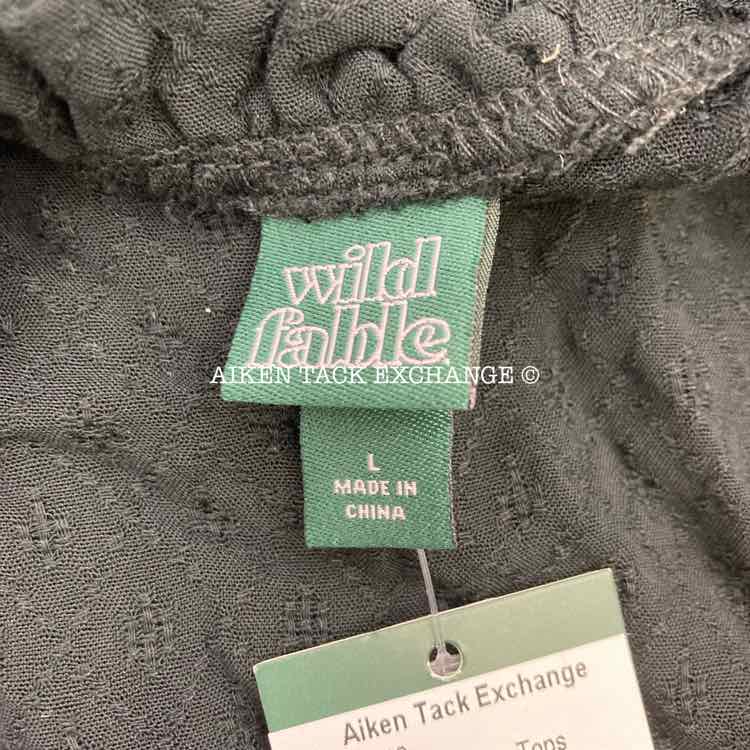 wild
fable
AIKEN TACK EXCHANGE ©
L
MADE IN
CHINA
Aiken Tack Exchange
Tops